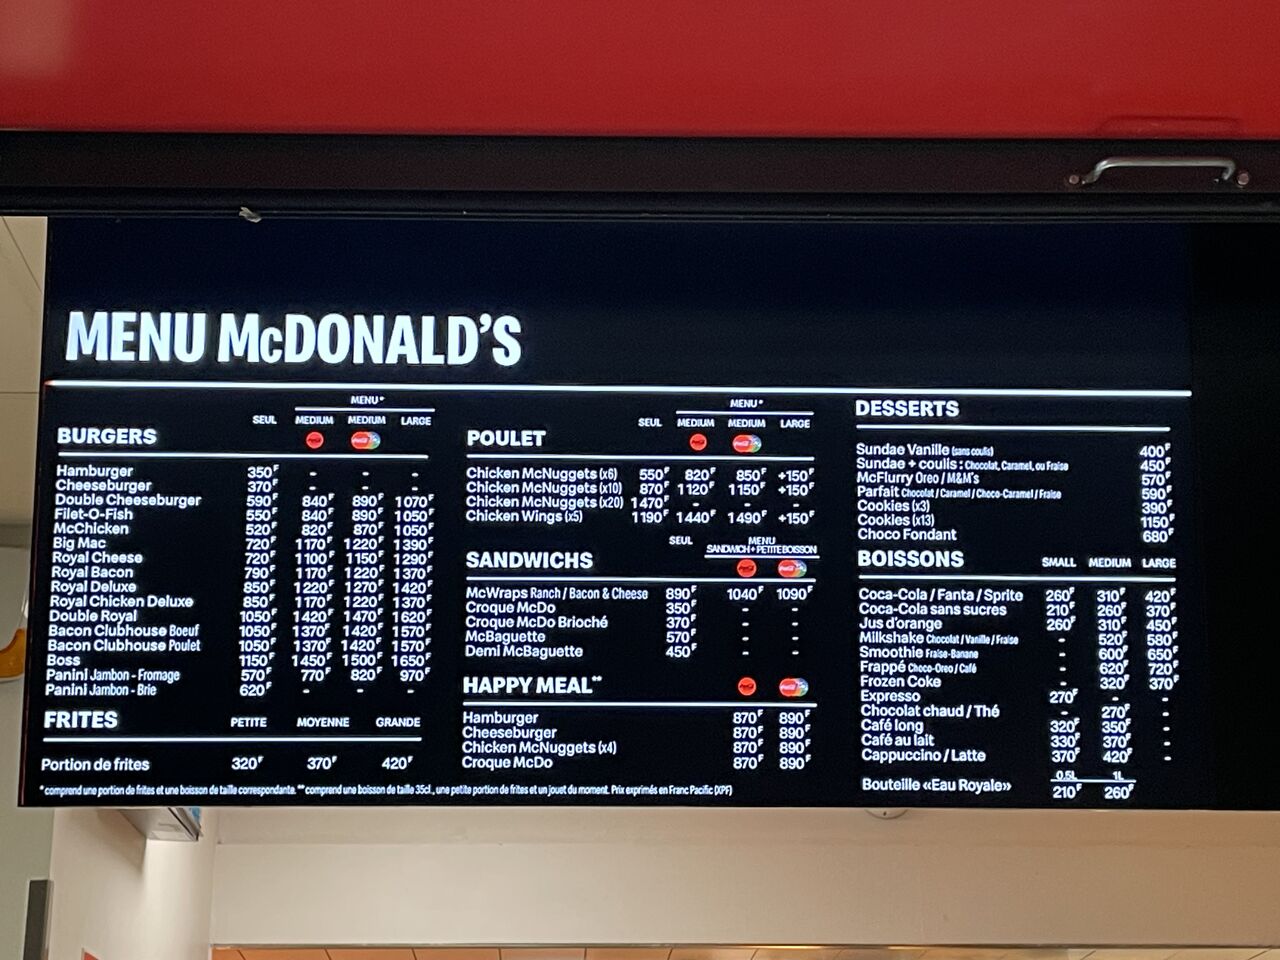 MENU McDONALD'S
MENU*
SEUL MEDIUM MEDIUM LARGE
BURGERS
Hamburger 350F - - -
Cheeseburger 370F - - -
Double Cheeseburger 590F 840F 890F 1070F
Filet-O-Fish 550F 840F 890F 1050F
McChicken 520F 820F 870F 1050F
Big Mac 720F 1170F 1220F 1390F
Royal Cheese 720F 1100F 1150F 1290F
Royal Bacon 790F 1170F 1220F 1370F
Royal Deluxe 850F 1220F 1270F 1420F
Royal Chicken Deluxe 850F 1170F 1220F 1370F
Double Royal 1050F 1420F 1470F 1620F
Bacon Clubhouse Boeuf 1050F 1370F 1420F 1570F
Bacon Clubhouse Poulet 1050F 1370F 1420F 1570F
Boss 1150F 1450F 1500F 1650F
Panini Jambon - Fromage 570F 770F 820F 970F
Panini Jambon - Brie 620F - - -
FRITES PETITE MOYENNE GRANDE
Portion de frites 320F 370F 420F
MENU*
SEUL MEDIUM MEDIUM LARGE
POULET
Chicken McNuggets (x6) 550F 820F 850F +150F
Chicken McNuggets (x10) 870F 1120F 1150F +150F
Chicken McNuggets (x20) 1470F - - -
Chicken Wings (x5) 1190F 1440F 1490F +150F
SEUL MENU
SANDWICH + PETITE BOISSON
SANDWICHS
McWraps Ranch / Bacon & Cheese 890F 1040F 1090F
Croque McDo 350F - -
Croque McDo Brioché 370F - -
McBaguette 570F - -
Demi McBaguette 450F - -
HAPPY MEAL**
Hamburger 870F 890F
Cheeseburger 870F 890F
Chicken McNuggets (x4) 870F 890F
Croque McDo 870F 890F
DESSERTS
Sundae Vanille (sans coulis) 400F
Sundae + coulis : Chocolat, Caramel, ou Fraise 450F
McFlurry Oreo / M&M's 570F
Parfait Chocolat / Caramel / Choco-Caramel / Fraise 590F
Cookies (x3) 390F
Cookies (x13) 1150F
Choco Fondant 680F
BOISSONS SMALL MEDIUM LARGE
Coca-Cola / Fanta / Sprite 260F 310F 420F
Coca-Cola sans sucres 210F 260F 370F
Jus d'orange 260F 310F 450F
Milkshake Chocolat / Vanille / Fraise - 520F 580F
Smoothie Fraise-Banane - 600F 650F
Frappé Choco-Oreo / Café - 620F 720F
Frozen Coke - 320F 370F
Expresso 270F - -
Chocolat chaud / Thé - 270F -
Café long 320F 350F -
Café au lait 330F 370F -
Cappuccino / Latte 370F 420F -
0.5L 1L
Bouteille «Eau Royale» 210F 260F
*comprend une portion de frites et une boisson de taille correspondante. **comprend une boisson de taille 35cl, une petite portion de frites et un jouet du moment. Prix exprimés en Franc Pacific (XPF)